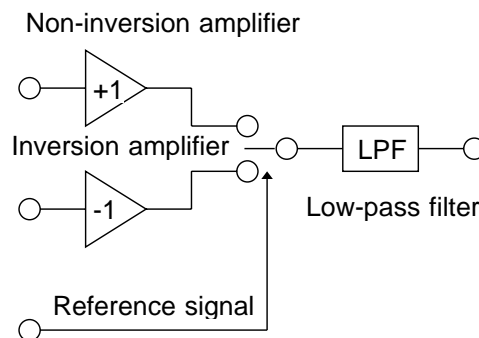 Non-inversion amplifier
+1
Inversion amplifier
LPF
-1
Low-pass filter
Reference signal